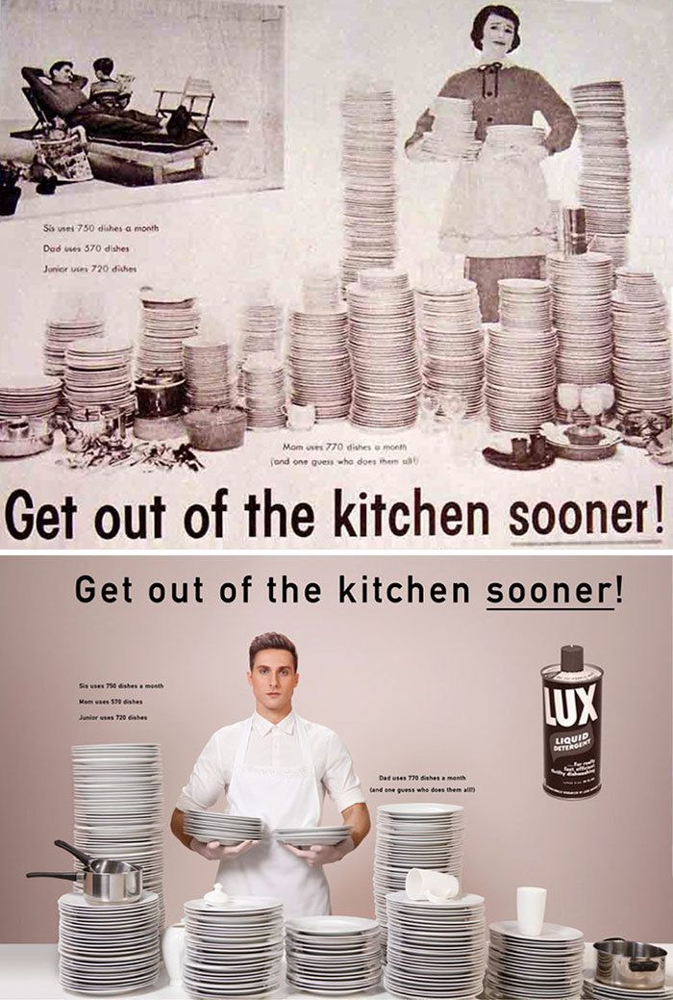 Sis uses 750 dishes a month
Dad uses 570 dishes
Junior uses 720 dishes
Mom uses 770 dishes a month
(and one guess who does them all!)
Get out of the kitchen sooner!
Get out of the kitchen sooner!
Sis uses 750 dishes a month
Mom uses 570 dishes
Junior uses 720 dishes
LUX
LIQUID
DETERGENT
For really
fast, efficient
thrifty dishwashing
Dad uses 770 dishes a month
(and one guess who does them all!)